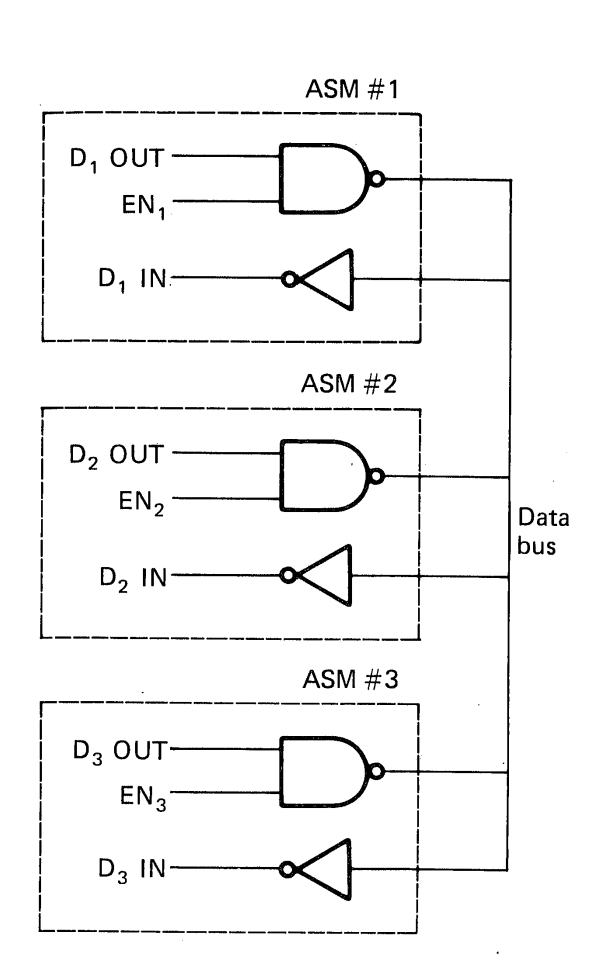 ASM #1
D₁ OUT
EN₁
D₁ IN
ASM #2
D₂ OUT
EN₂
D₂ IN
Data
bus
ASM #3
D₃ OUT
EN₃
D₃ IN